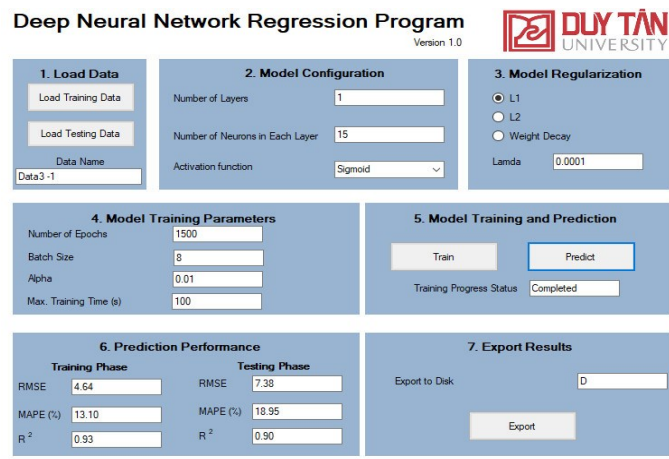 Deep Neural Network Regression Program
Version 1.0
DUY TÂN
UNIVERSITY
1. Load Data
Load Training Data
Load Testing Data
Data Name
Data3 -1
2. Model Configuration
Number of Layers 1
Number of Neurons in Each Layer 15
Activation function Sigmoid
3. Model Regularization
L1
L2
Weight Decay
Lamda 0.0001
4. Model Training Parameters
Number of Epochs 1500
Batch Size 8
Alpha 0.01
Max. Training Time (s) 100
5. Model Training and Prediction
Train Predict
Training Progress Status Completed
6. Prediction Performance
Training Phase
RMSE 4.64
MAPE (%) 13.10
R 2 0.93
Testing Phase
RMSE 7.38
MAPE (%) 18.95
R 2 0.90
7. Export Results
Export to Disk D
Export